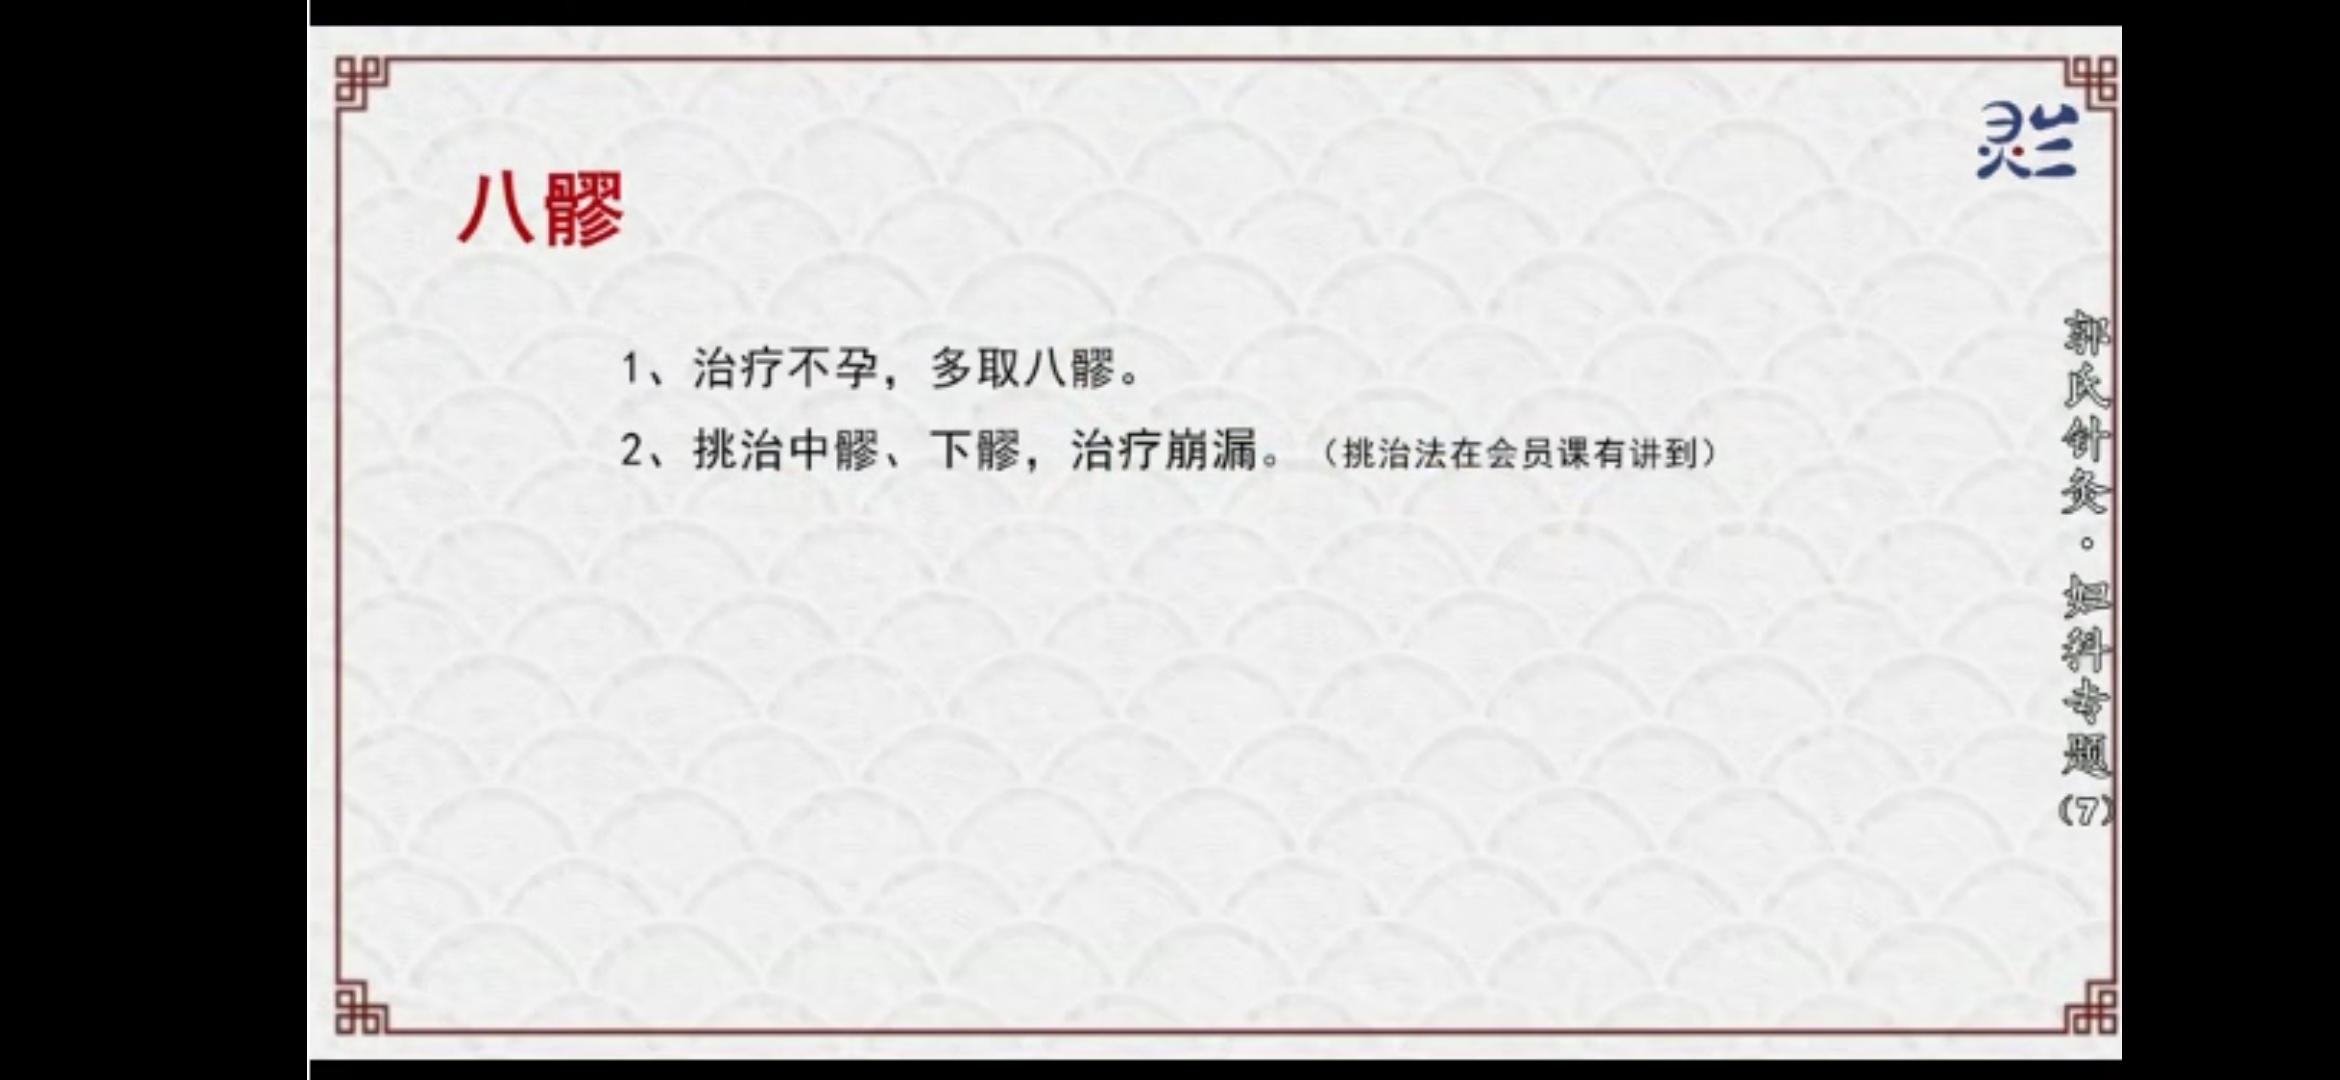 灵兰
八髎
1、治疗不孕，多取八髎。
2、挑治中髎、下髎，治疗崩漏。（挑治法在会员课有讲到）
郭氏针灸·妇科专题(7)